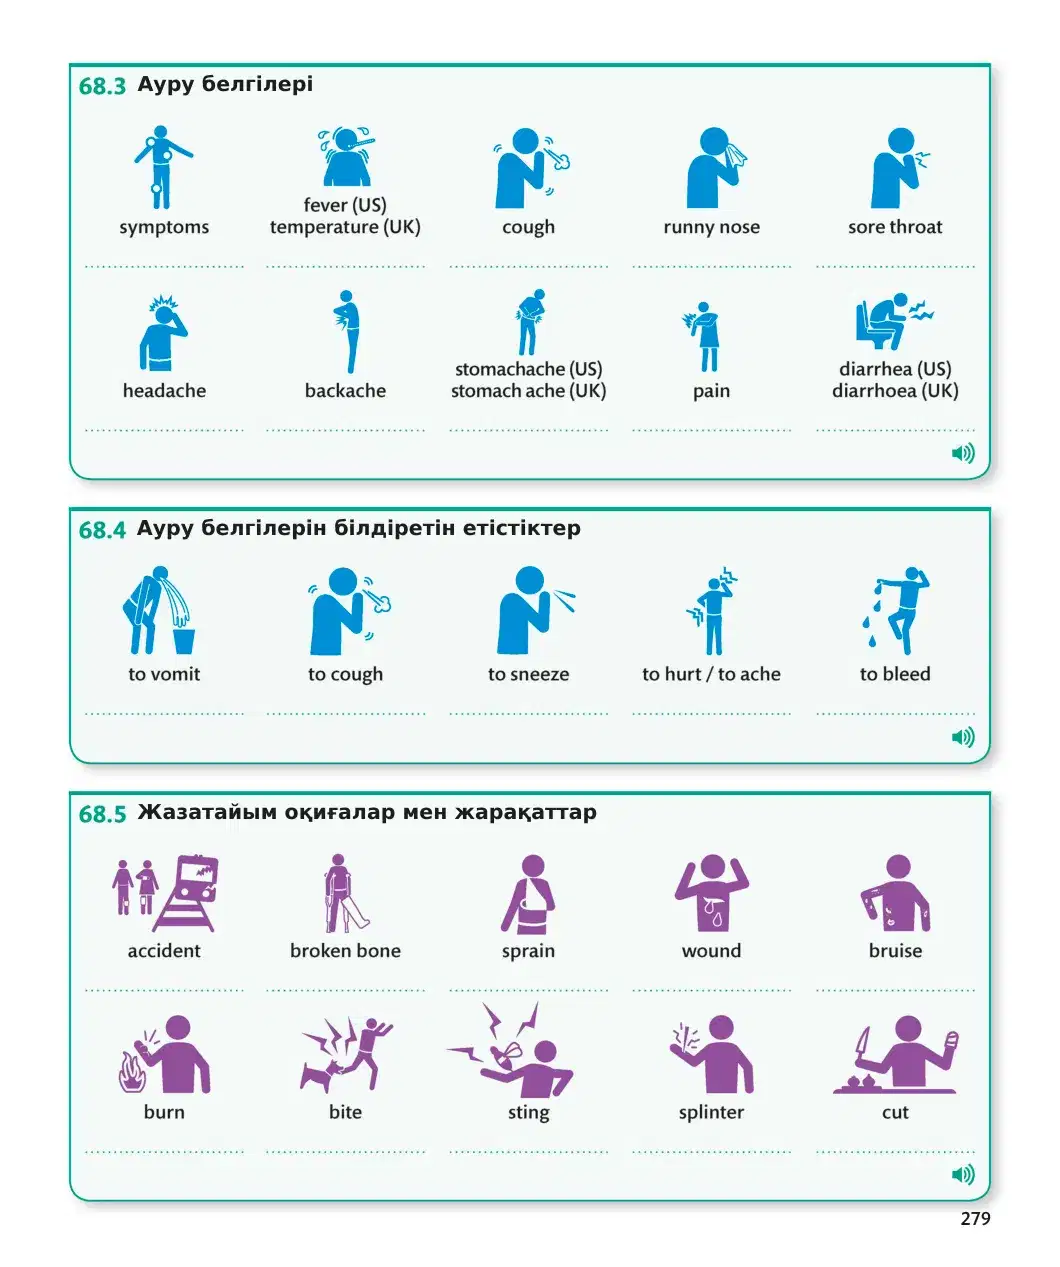 68.3 Ауру белгілері
fever (US)
symptoms temperature (UK) cough runny nose sore throat
stomachache (US) diarrhea (US)
headache backache stomach ache (UK) pain diarrhoea (UK)
68.4 Ауру белгілерін білдіретін етістіктер
to vomit to cough to sneeze to hurt / to ache to bleed
68.5 Жазатайым оқиғалар мен жарақаттар
accident broken bone sprain wound bruise
burn bite sting splinter cut
279